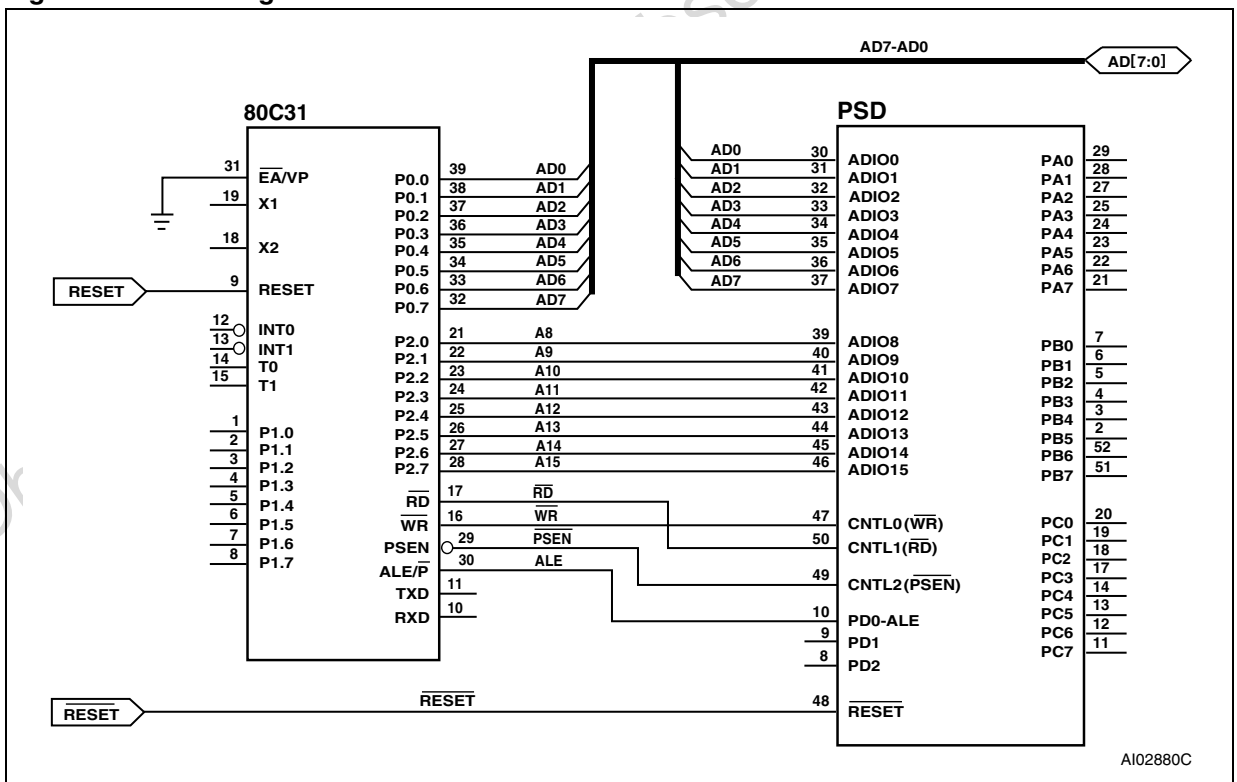 AD7-AD0
AD[7:0]
80C31
PSD
31 EA/VP
19 X1
18 X2
RESET 9 RESET
12 INT0
13 INT1
14 T0
15 T1
1 P1.0
2 P1.1
3 P1.2
4 P1.3
5 P1.4
6 P1.5
7 P1.6
8 P1.7
P0.0 39 AD0
P0.1 38 AD1
P0.2 37 AD2
P0.3 36 AD3
P0.4 35 AD4
P0.5 34 AD5
P0.6 33 AD6
P0.7 32 AD7
P2.0 21 A8
P2.1 22 A9
P2.2 23 A10
P2.3 24 A11
P2.4 25 A12
P2.5 26 A13
P2.6 27 A14
P2.7 28 A15
RD 17 RD
WR 16 WR
PSEN 29 PSEN
ALE/P 30 ALE
TXD 11
RXD 10
AD0 30 ADIO0
AD1 31 ADIO1
AD2 32 ADIO2
AD3 33 ADIO3
AD4 34 ADIO4
AD5 35 ADIO5
AD6 36 ADIO6
AD7 37 ADIO7
39 ADIO8
40 ADIO9
41 ADIO10
42 ADIO11
43 ADIO12
44 ADIO13
45 ADIO14
46 ADIO15
47 CNTL0(WR)
50 CNTL1(RD)
49 CNTL2(PSEN)
10 PD0-ALE
9 PD1
8 PD2
48 RESET
PA0 29
PA1 28
PA2 27
PA3 25
PA4 24
PA5 23
PA6 22
PA7 21
PB0 7
PB1 6
PB2 5
PB3 4
PB4 3
PB5 2
PB6 52
PB7 51
PC0 20
PC1 19
PC2 18
PC3 17
PC4 14
PC5 13
PC6 12
PC7 11
RESET RESET
AI02880C